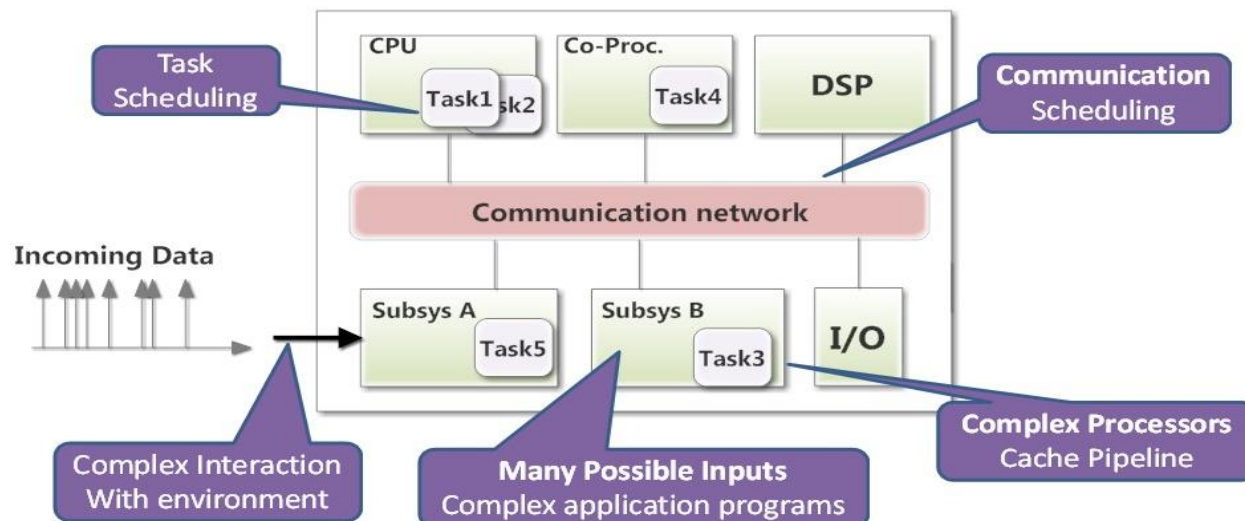 CPU
Co-Proc.
Task
Scheduling
Task1
sk2
Task4
DSP
Communication
Scheduling
Communication network
Incoming Data
Subsys A
Subsys B
Task5
Task3
I/O
Complex Interaction
With environment
Many Possible Inputs
Complex application programs
Complex Processors
Cache Pipeline